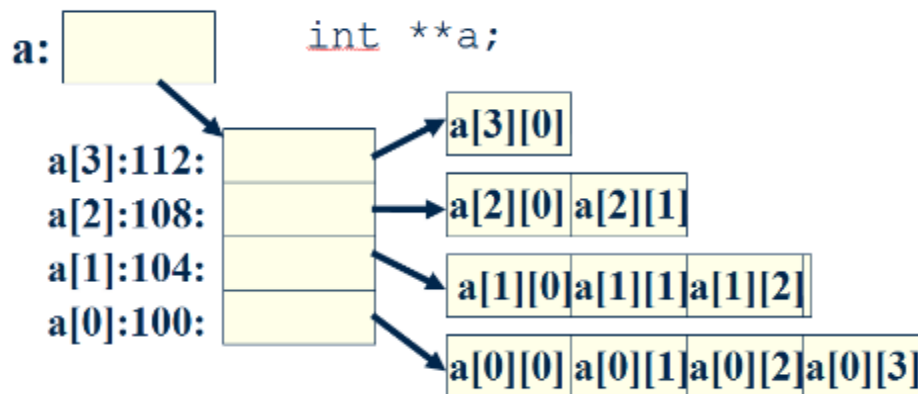 a: int **a;
a[3]:112: a[3][0]
a[2]:108: a[2][0] a[2][1]
a[1]:104: a[1][0] a[1][1] a[1][2]
a[0]:100: a[0][0] a[0][1] a[0][2] a[0][3]